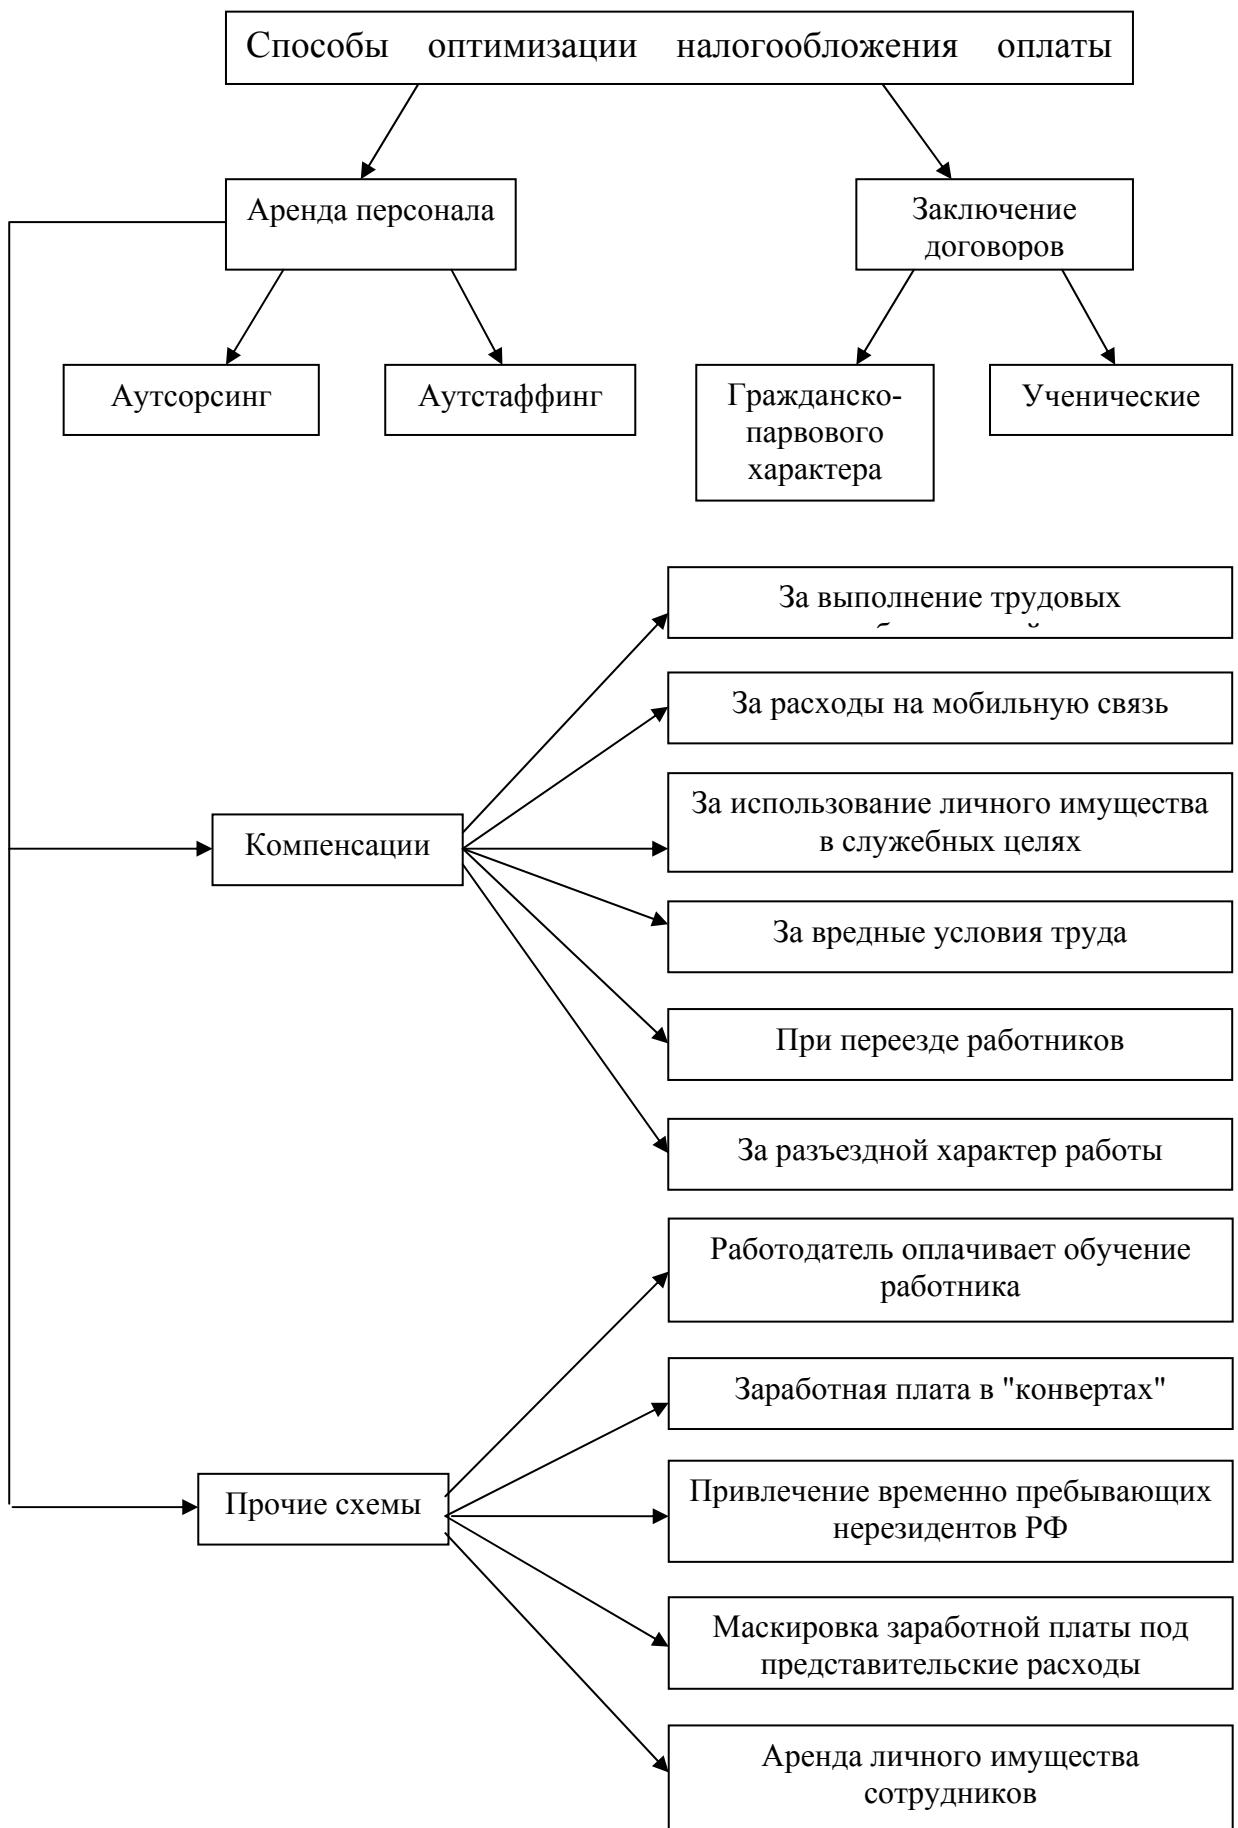 Способы оптимизации налогообложения оплаты
Аренда персонала
Заключение
договоров
Аутсорсинг
Аутстаффинг
Гражданско-
парвового
характера
Ученические
За выполнение трудовых
За расходы на мобильную связь
За использование личного имущества
в служебных целях
Компенсации
За вредные условия труда
При переезде работников
За разъездной характер работы
Работодатель оплачивает обучение
работника
Заработная плата в "конвертах"
Прочие схемы
Привлечение временно пребывающих
нерезидентов РФ
Маскировка заработной платы под
представительские расходы
Аренда личного имущества
сотрудников